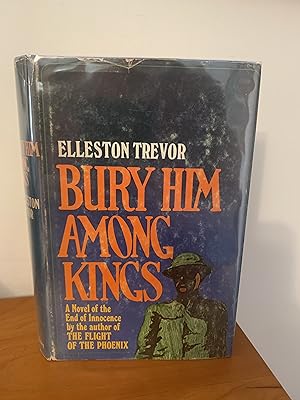 ELLESTON TREVOR
BURY HIM
AMONG
KINGS
A Novel of the
End of Innocence
by the author of
THE FLIGHT
OF THE PHOENIX
HIM